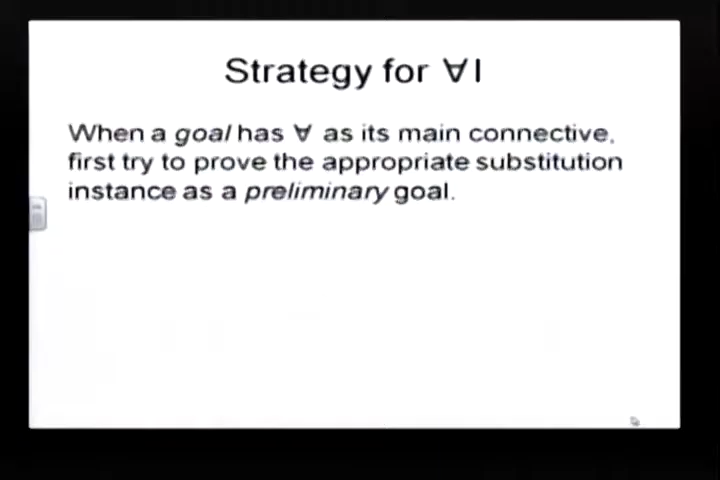 Strategy for ∀I
When a goal has ∀ as its main connective,
first try to prove the appropriate substitution
instance as a preliminary goal.